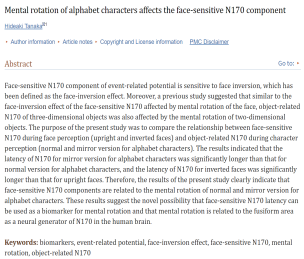 Mental rotation of alphabet characters affects the face-sensitive N170 component
Hideaki Tanaka
Author information Article notes Copyright and License information PMC Disclaimer
Abstract Go to:
Face-sensitive N170 component of event-related potential is sensitive to face inversion, which has
been defined as the face-inversion effect. Moreover, a previous study suggested that similar to the
face-inversion effect of the face-sensitive N170 affected by mental rotation of the face, object-related
N170 of three-dimensional objects was also affected by the mental rotation of two-dimensional
objects. The purpose of the present study was to compare the relationship between face-sensitive
N170 during face perception (upright and inverted faces) and object-related N170 during character
perception (normal and mirror version for alphabet characters). The results indicated that the
latency of N170 for mirror version for alphabet characters was significantly longer than that for
normal version for alphabet characters, and the latency of N170 for inverted faces was significantly
longer than that for upright faces. Therefore, the results of the present study clearly indicate that
face-sensitive N170 components are related to the mental rotation of normal and mirror version for
alphabet characters. These results suggest the novel possibility that face-sensitive N170 latency can
be used as a biomarker for mental rotation and that mental rotation is related to the fusiform area
as a neural generator of N170 in the human brain.
Keywords: biomarkers, event-related potential, face-inversion effect, face-sensitive N170, mental
rotation, object-related N170